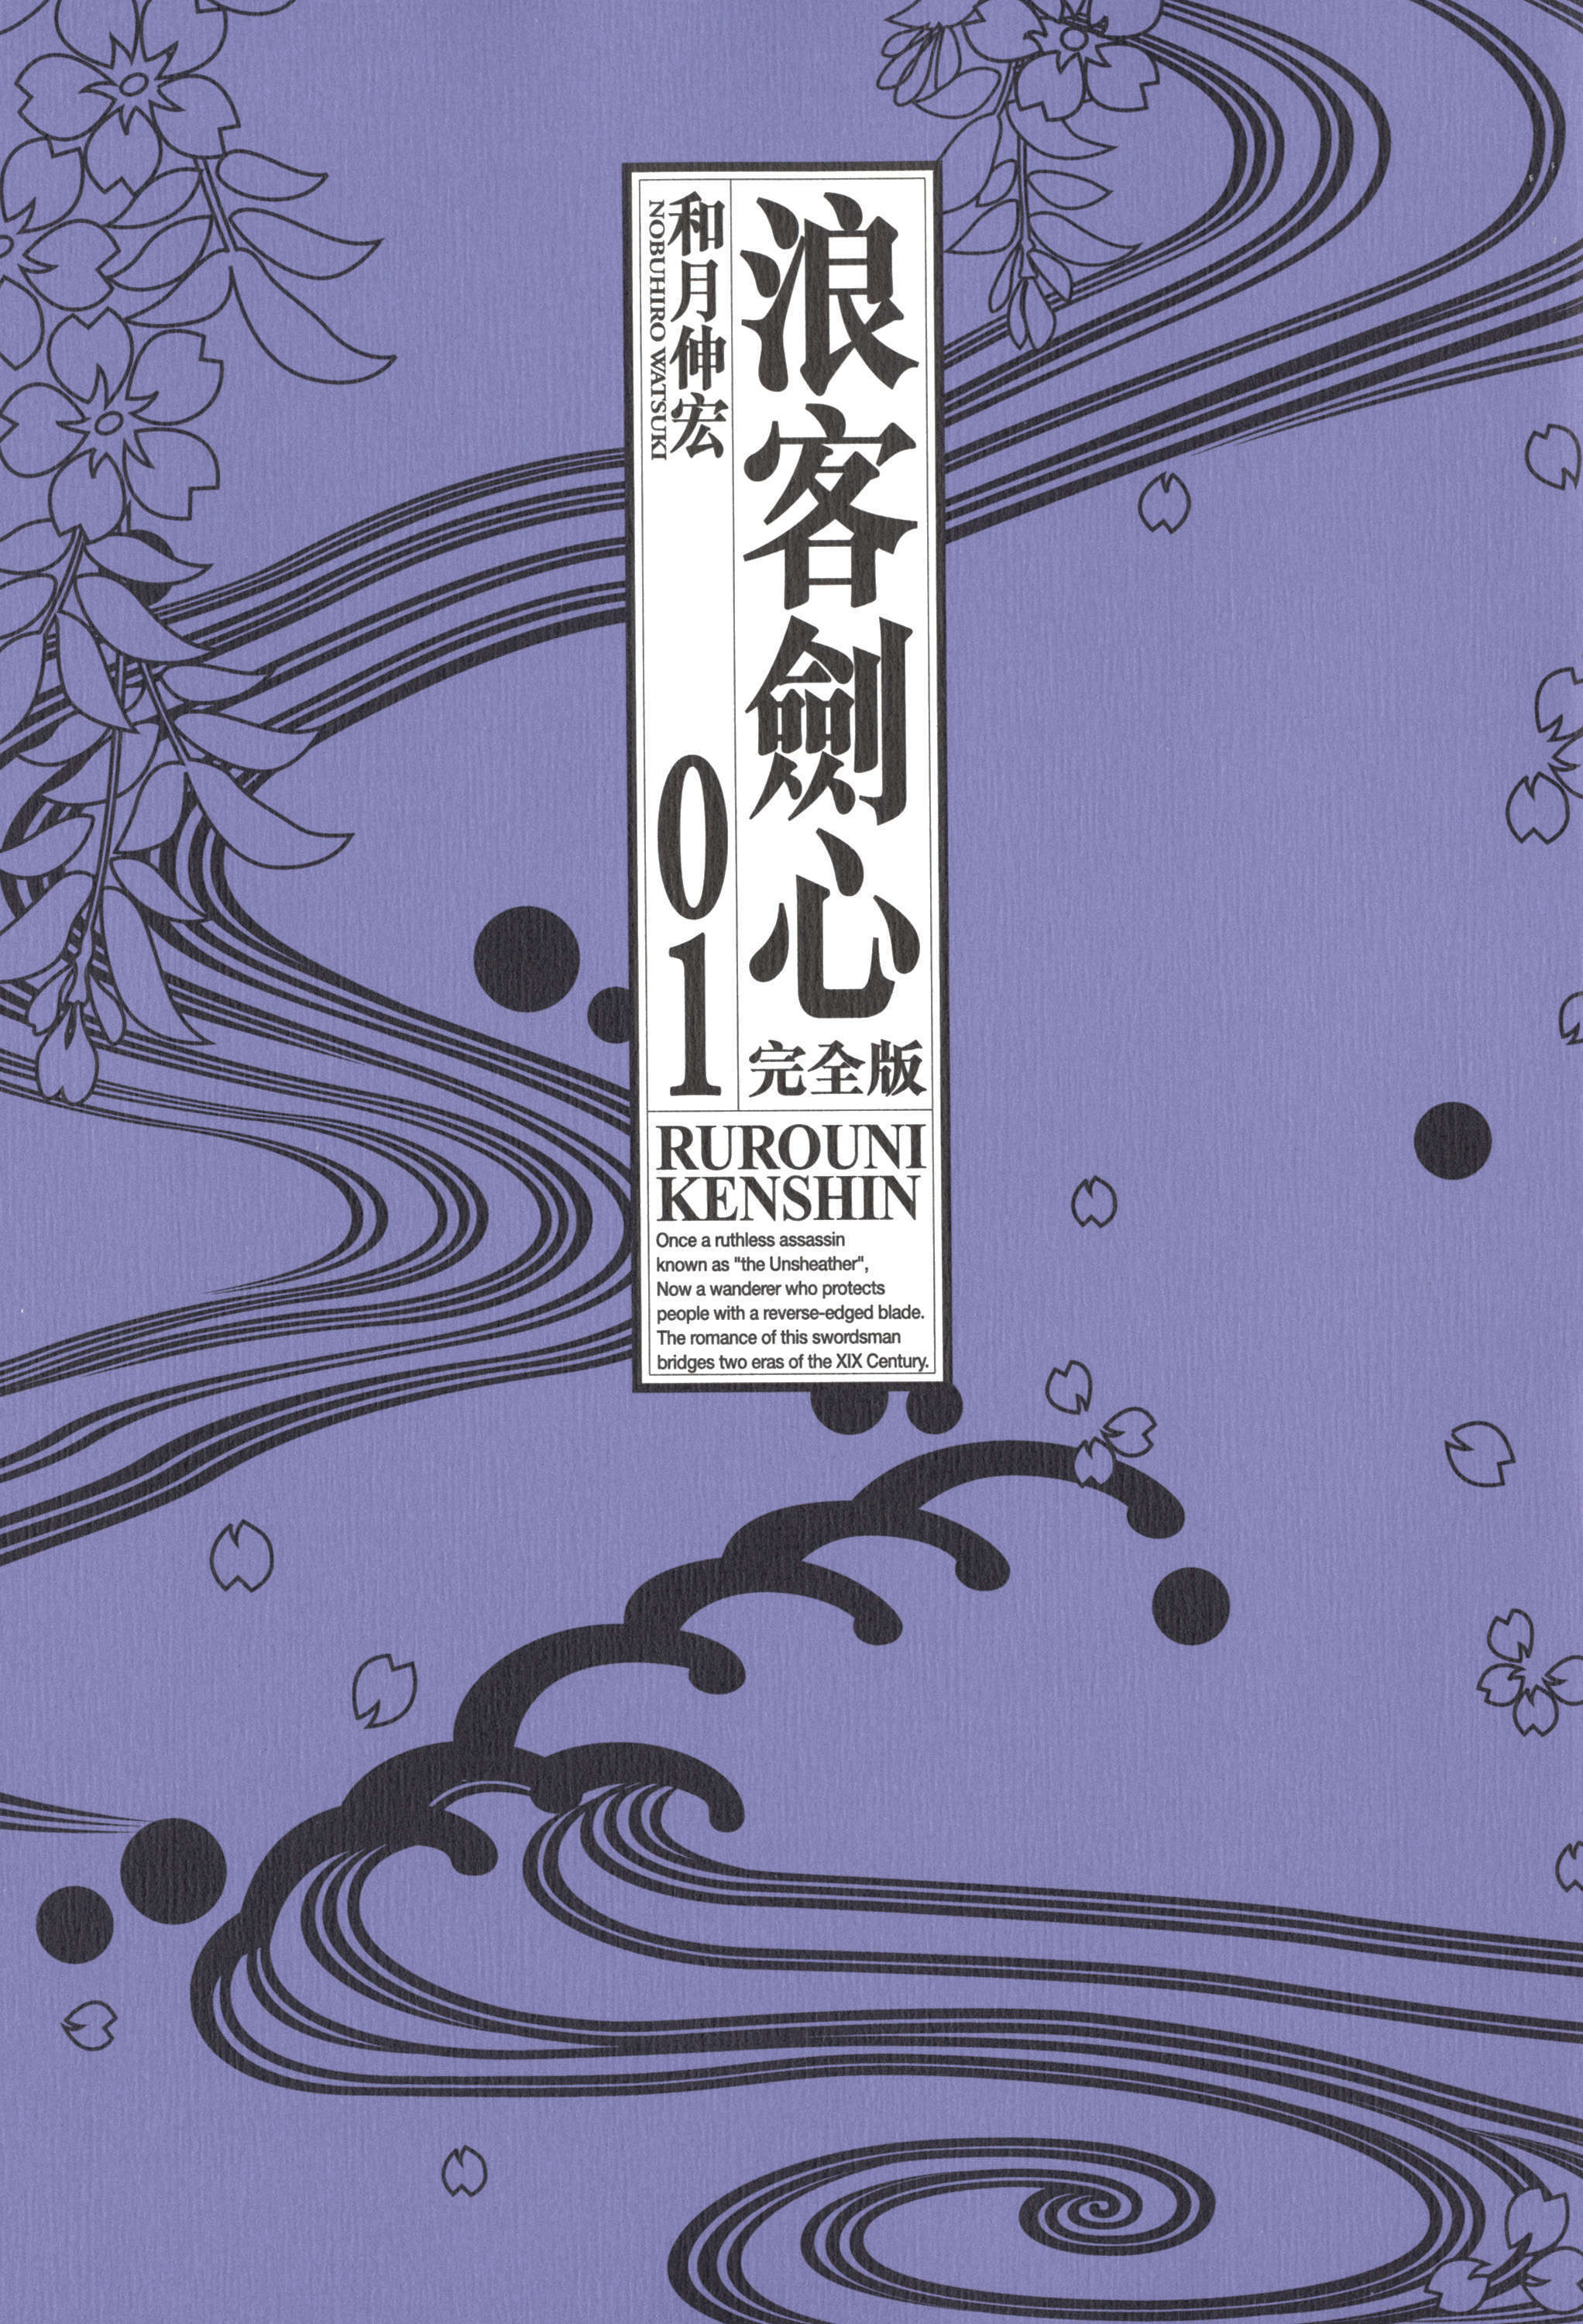 浪客劍心
完全版
和月伸宏
NOBUHIRO WATSUKI
01
RUROUNI
KENSHIN
Once a ruthless assassin
known as "the Unsheather",
Now a wanderer who protects
people with a reverse-edged blade.
The romance of this swordsman
bridges two eras of the XIX Century.